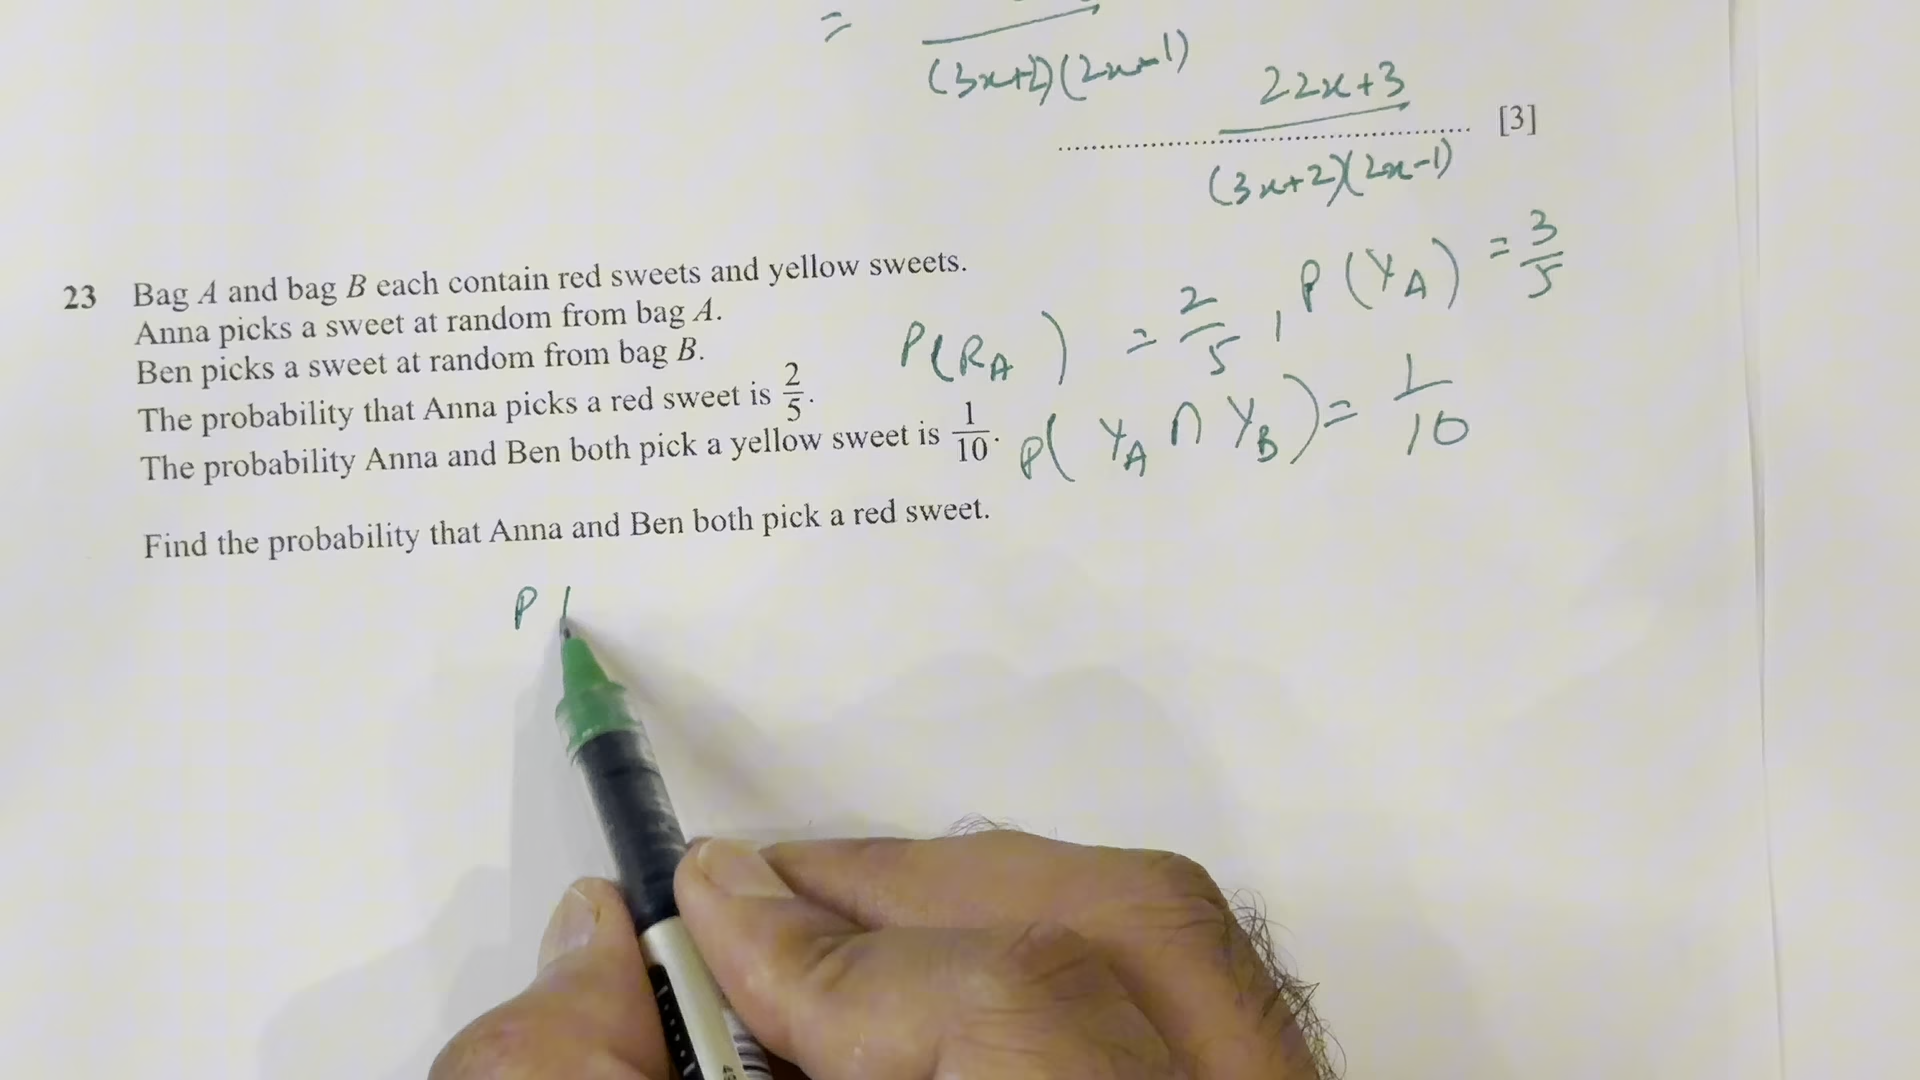 =
(3x+2)(2x-1)
22x+3
[3]
(3x+2)(2x-1)
23 Bag A and bag B each contain red sweets and yellow sweets.
Anna picks a sweet at random from bag A.
Ben picks a sweet at random from bag B.
P(R_A) = 2/5 , P(Y_A) = 3/5
The probability that Anna picks a red sweet is 2/5.
The probability Anna and Ben both pick a yellow sweet is 1/10.
P(Y_A ∩ Y_B) = 1/10
Find the probability that Anna and Ben both pick a red sweet.
P (